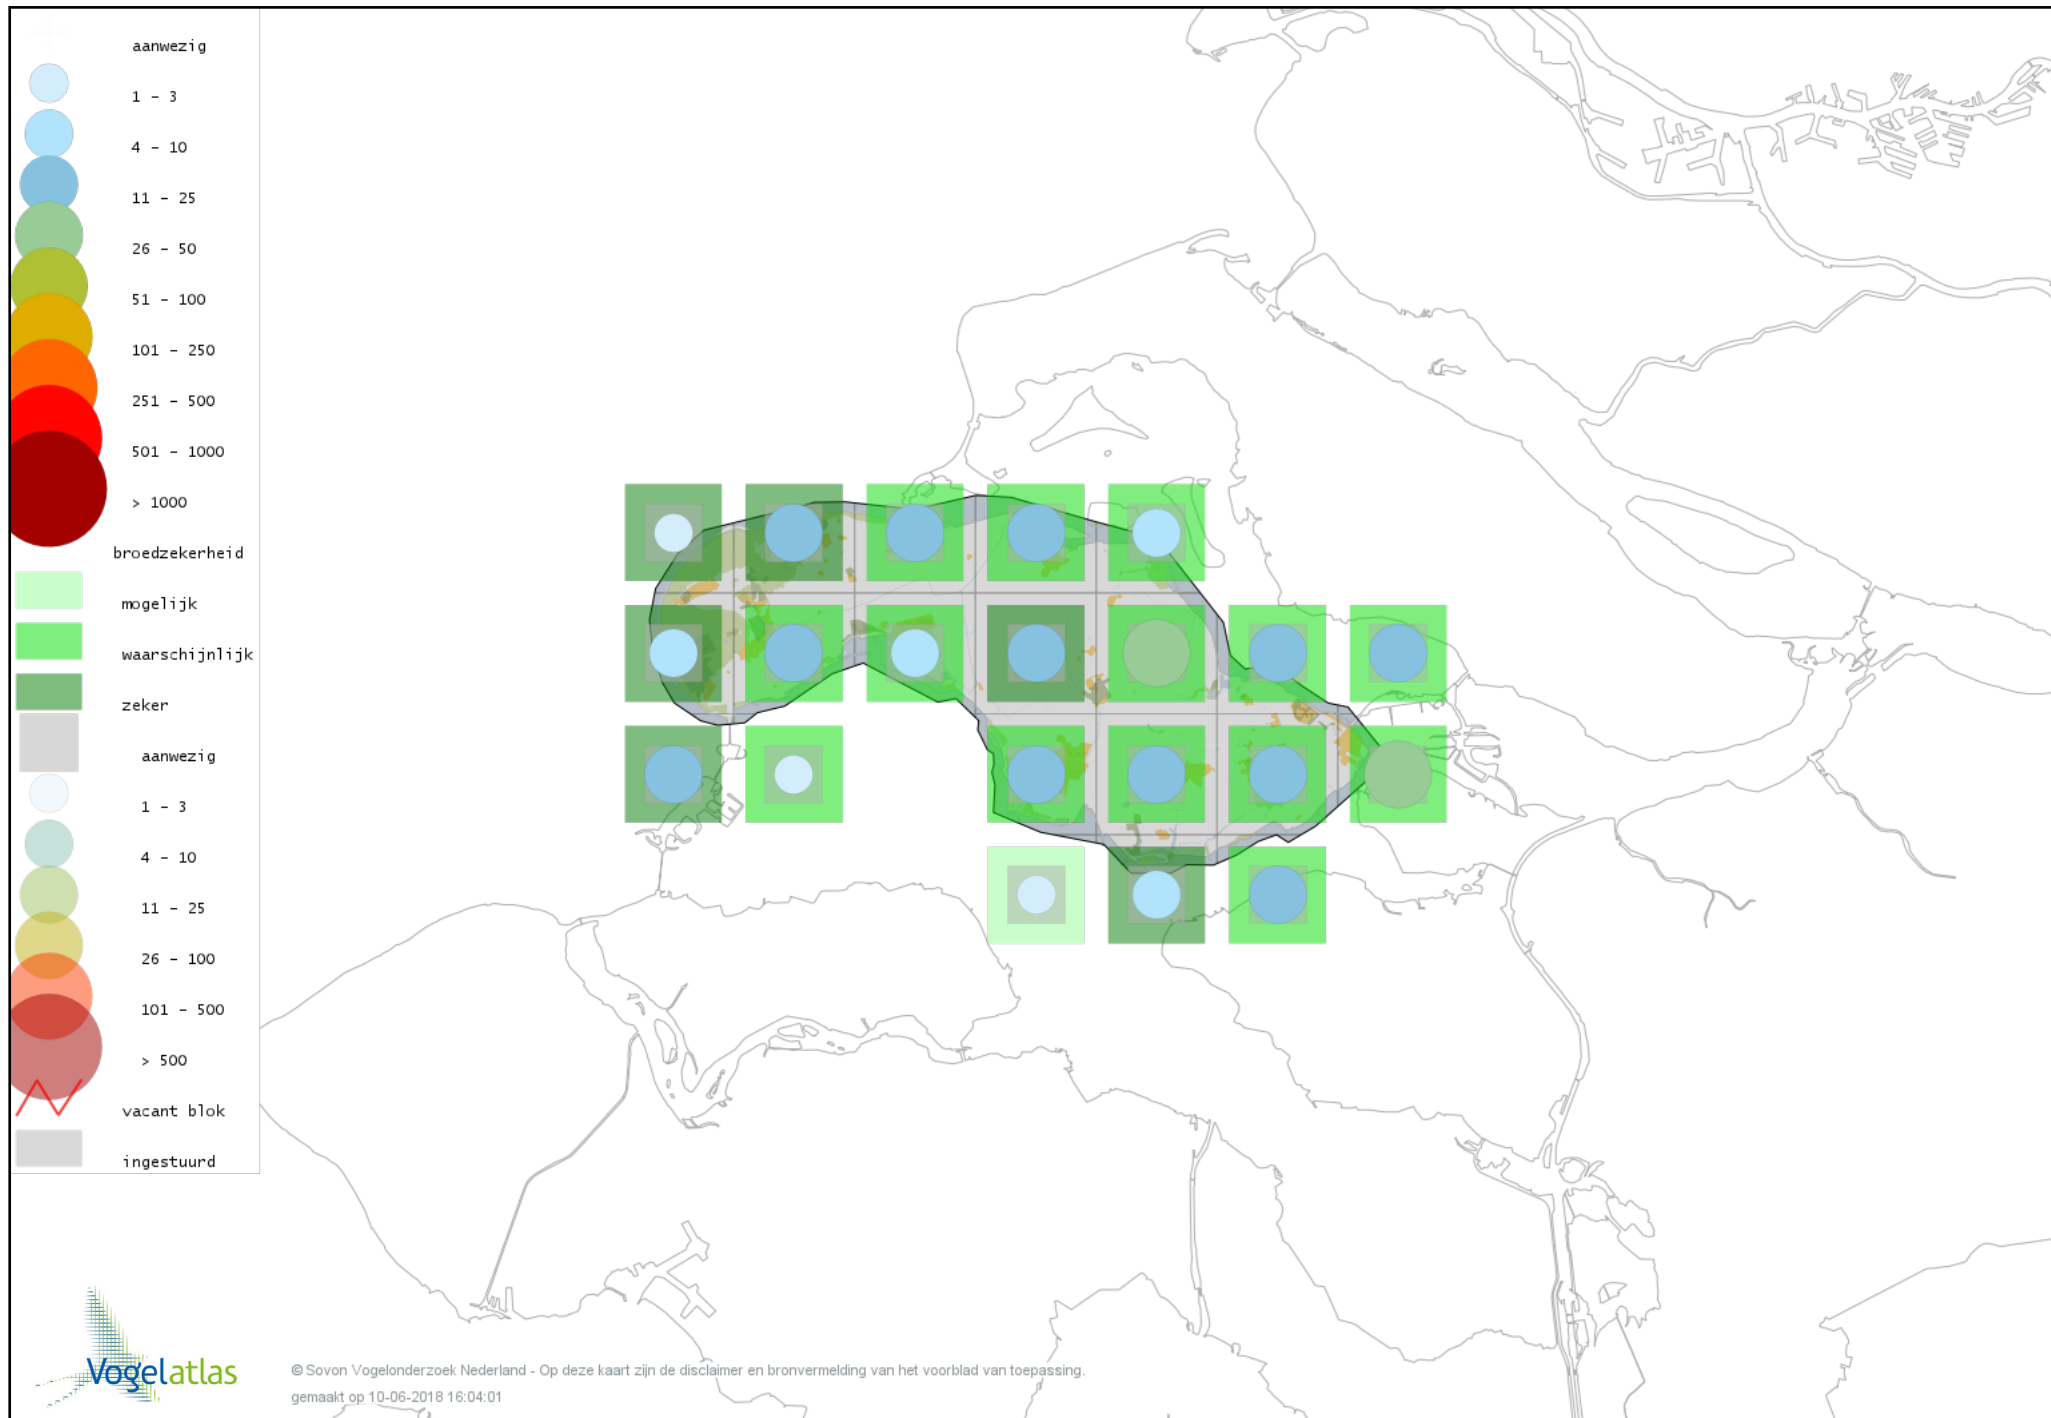 aanwezig
1 - 3
4 - 10
11 - 25
26 - 50
51 - 100
101 - 250
251 - 500
501 - 1000
> 1000
broedzekerheid
mogelijk
waarschijnlijk
zeker
aanwezig
1 - 3
4 - 10
11 - 25
26 - 100
101 - 500
> 500
vacant blok
ingestuurd
Vogelatlas
© Sovon Vogelonderzoek Nederland - Op deze kaart zijn de disclaimer en bronvermelding van het voorblad van toepassing.
gemaakt op 10-06-2018 16:04:01